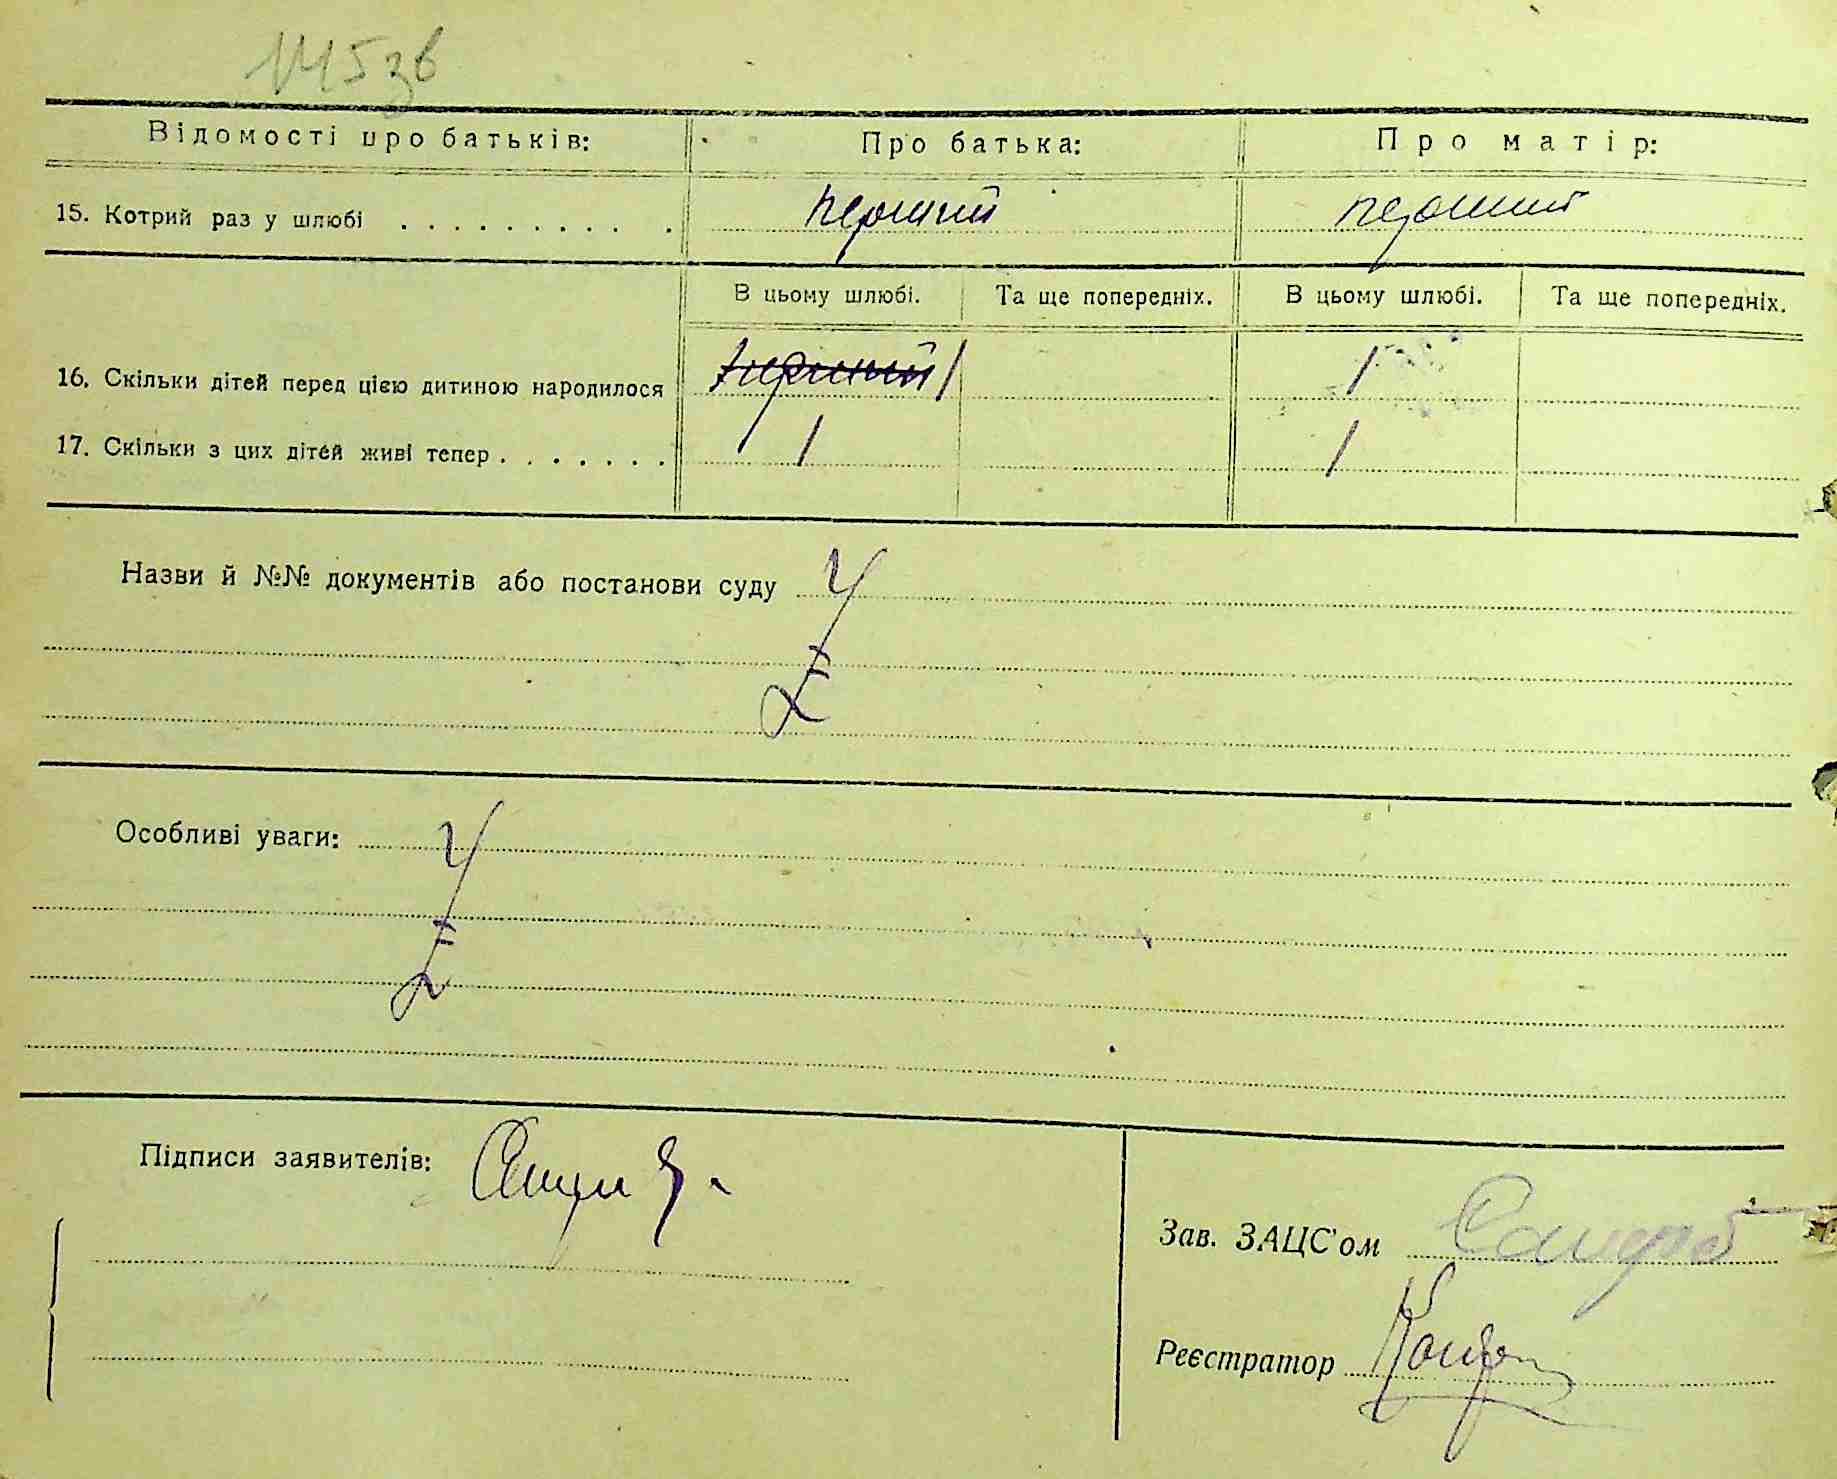 145 зв
Відомості про батьків: Про батька: Про матір:
15. Котрий раз у шлюбі . . . . . . . . . . перший перший
В цьому шлюбі. Та ще попередніх. В цьому шлюбі. Та ще попередніх.
16. Скільки дітей перед цією дитиною народилося перший 1 1
17. Скільки з цих дітей живі тепер . . . . . . . 1 1
Назви й №№ документів або постанови суду
Особливі уваги:
Підписи заявителів:
Зав. ЗАЦС'ом
Реєстратор